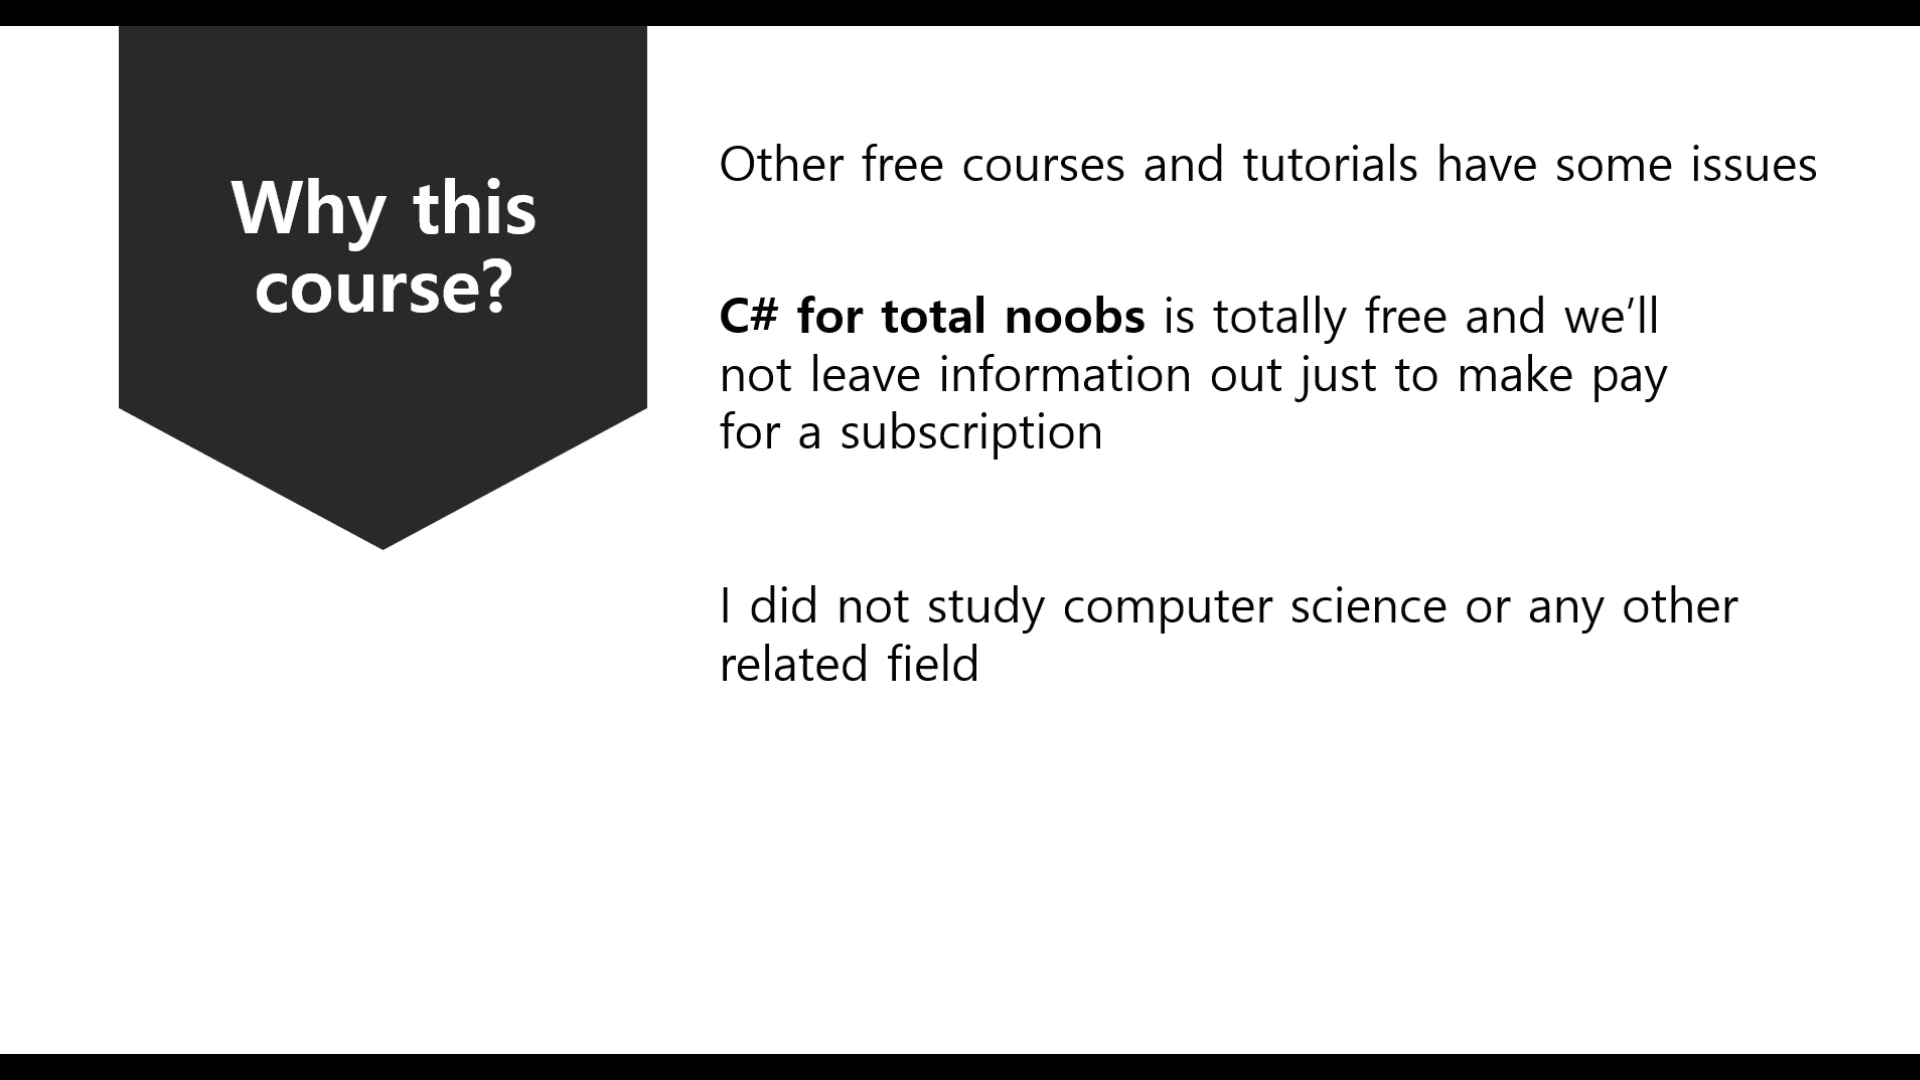 Why this
course?
Other free courses and tutorials have some issues
C# for total noobs is totally free and we’ll
not leave information out just to make pay
for a subscription
I did not study computer science or any other
related field